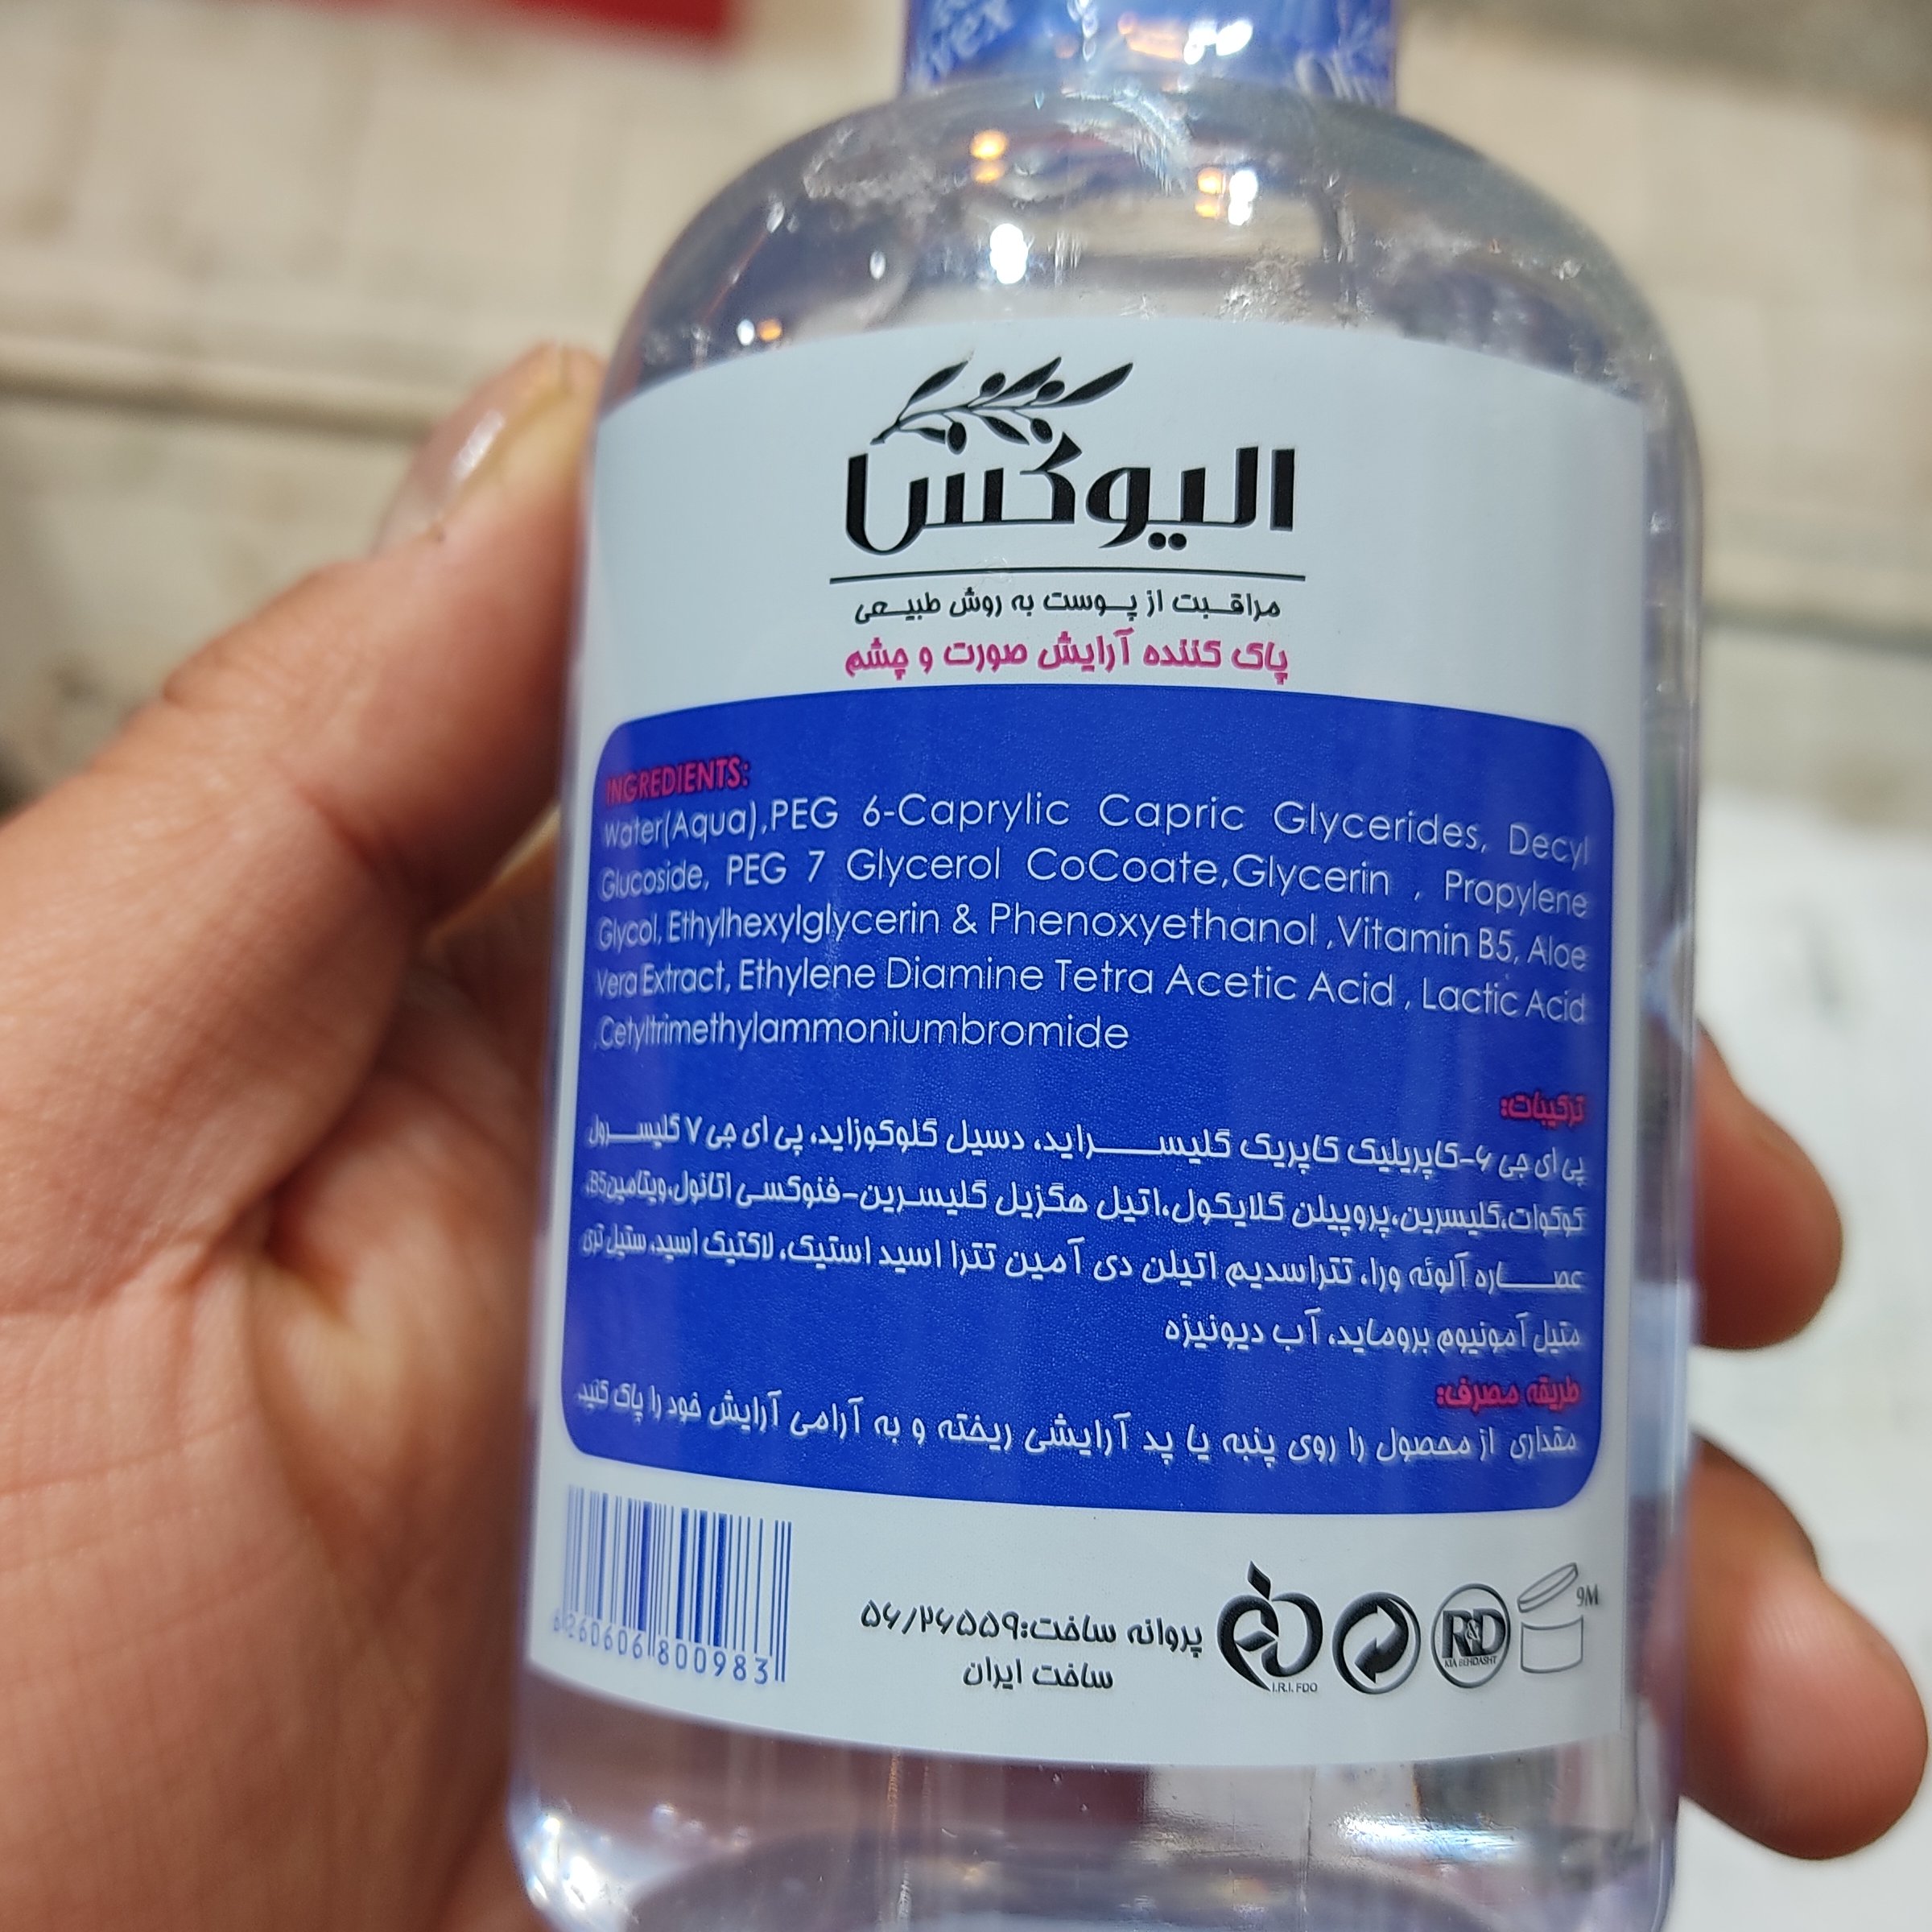 الیوکس
مراقبت از پوست به روش طبیعی
پاک کننده آرایش صورت و چشم
INGREDIENTS:
Water(Aqua),PEG 6-Caprylic Capric Glycerides, Decyl
Glucoside, PEG 7 Glycerol CoCoate,Glycerin , Propylene
Glycol, Ethylhexylglycerin & Phenoxyethanol ,Vitamin B5, Aloe
Vera Extract, Ethylene Diamine Tetra Acetic Acid , Lactic Acid
,Cetyltrimethylammoniumbromide
ترکیبات:
پی ای جی ۶-کاپریلیک کاپریک گلیسراید، دسیل گلوکوزاید، پی ای جی ۷ گلیسرول
کوکوات،گلیسرین،پروپیلن گلایکول،اتیل هگزیل گلیسرین-فنوکسی اتانول،ویتامینB5،
عصاره آلوئه ورا، تتراسدیم اتیلن دی آمین تترا اسید استیک، لاکتیک اسید، ستیل تری
متیل آمونیوم بروماید، آب دیونیزه
طریقه مصرف:
مقداری از محصول را روی پنبه یا پد آرایشی ریخته و به آرامی آرایش خود را پاک کنید.
9M
R&D
KIA BEHDASHT
I.R.I. FDO
پروانه ساخت:۵۶/۲۶۵۵۹
ساخت ایران
6260606800983